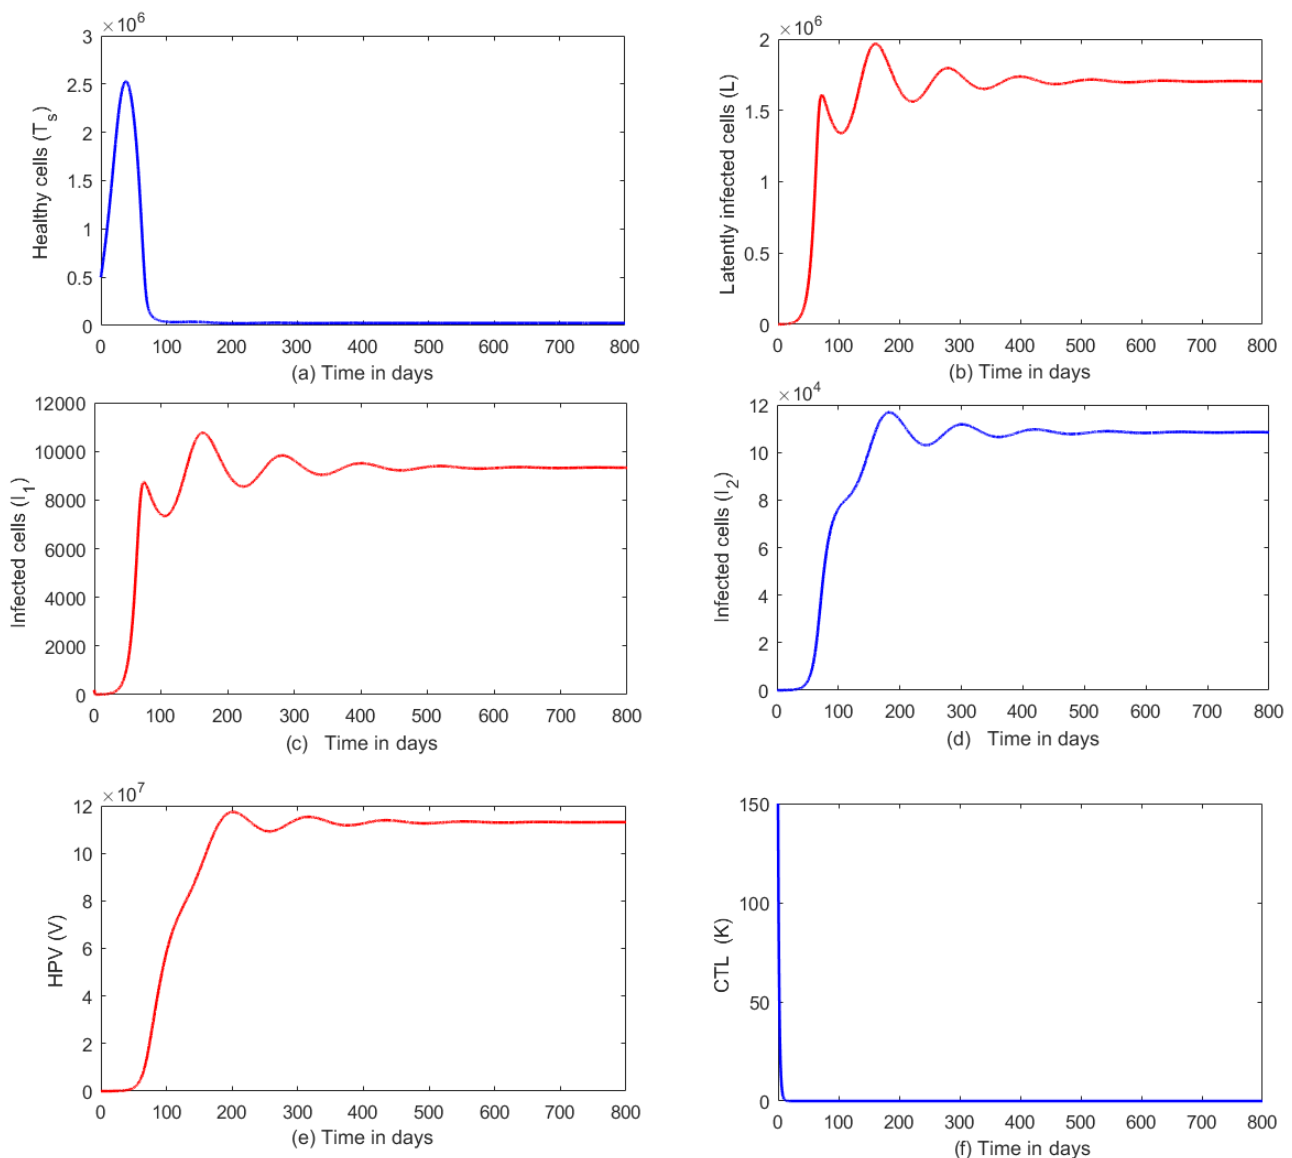 ×10^6
3
2.5
2
1.5
1
0.5
0
Healthy cells (T_s)
0 100 200 300 400 500 600 700 800
(a) Time in days
×10^6
2
1.5
1
0.5
0
Latently infected cells (L)
0 100 200 300 400 500 600 700 800
(b) Time in days
12000
10000
8000
6000
4000
2000
0
Infected cells (I_1)
0 100 200 300 400 500 600 700 800
(c) Time in days
×10^4
12
10
8
6
4
2
0
Infected cells (I_2)
0 100 200 300 400 500 600 700 800
(d) Time in days
×10^7
12
10
8
6
4
2
0
HPV (V)
0 100 200 300 400 500 600 700 800
(e) Time in days
150
100
50
0
CTL (K)
0 100 200 300 400 500 600 700 800
(f) Time in days